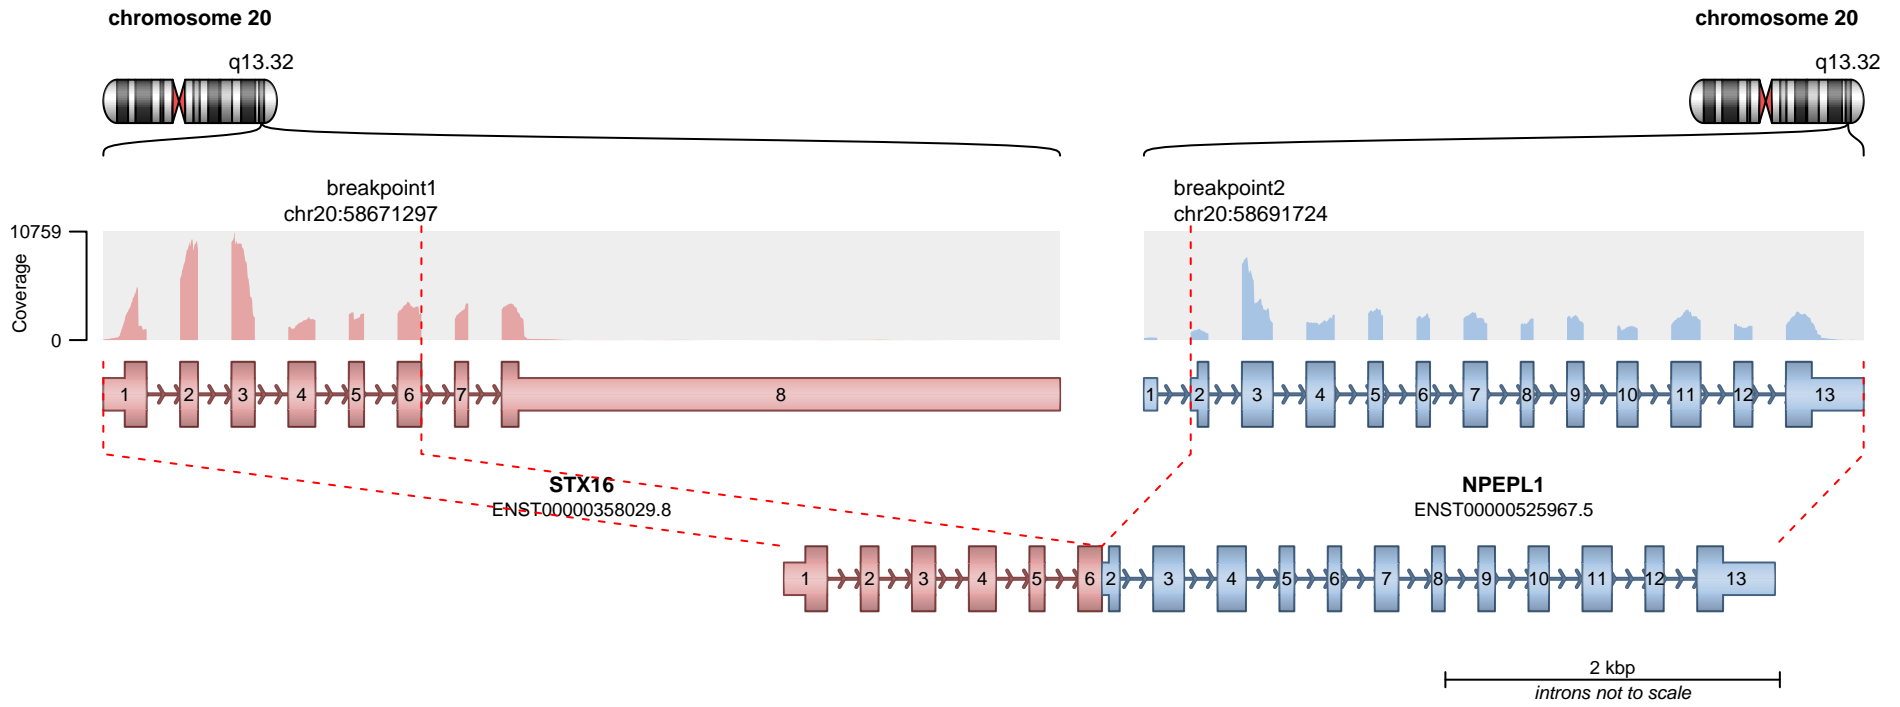 chromosome 20
chromosome 20
q13.32
q13.32
breakpoint1
chr20:58671297
breakpoint2
chr20:58691724
10759
Coverage
0
1 2 3 4 5 6 7 8
1 2 3 4 5 6 7 8 9 10 11 12 13
STX16
ENST00000358029.8
NPEPL1
ENST00000525967.5
1 2 3 4 5 6 2 3 4 5 6 7 8 9 10 11 12 13
2 kbp
introns not to scale